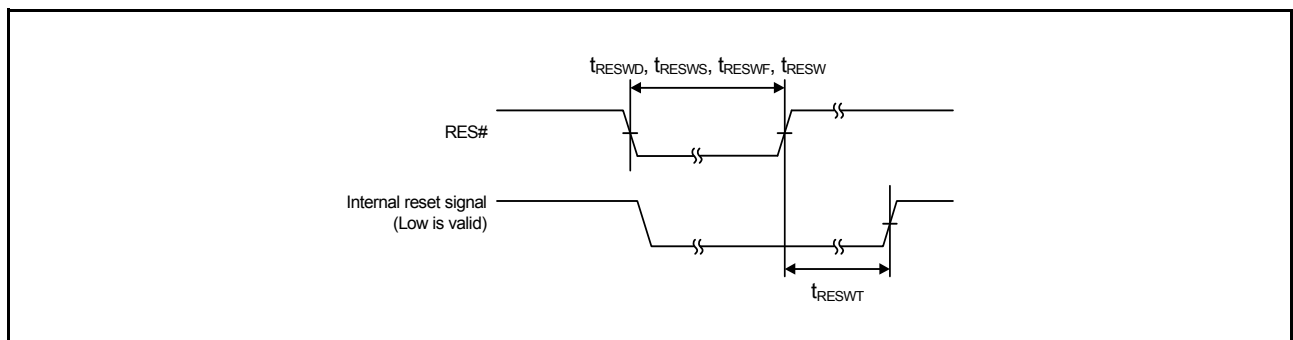 tRESWD, tRESWS, tRESWF, tRESW
RES#
Internal reset signal
(Low is valid)
tRESWT